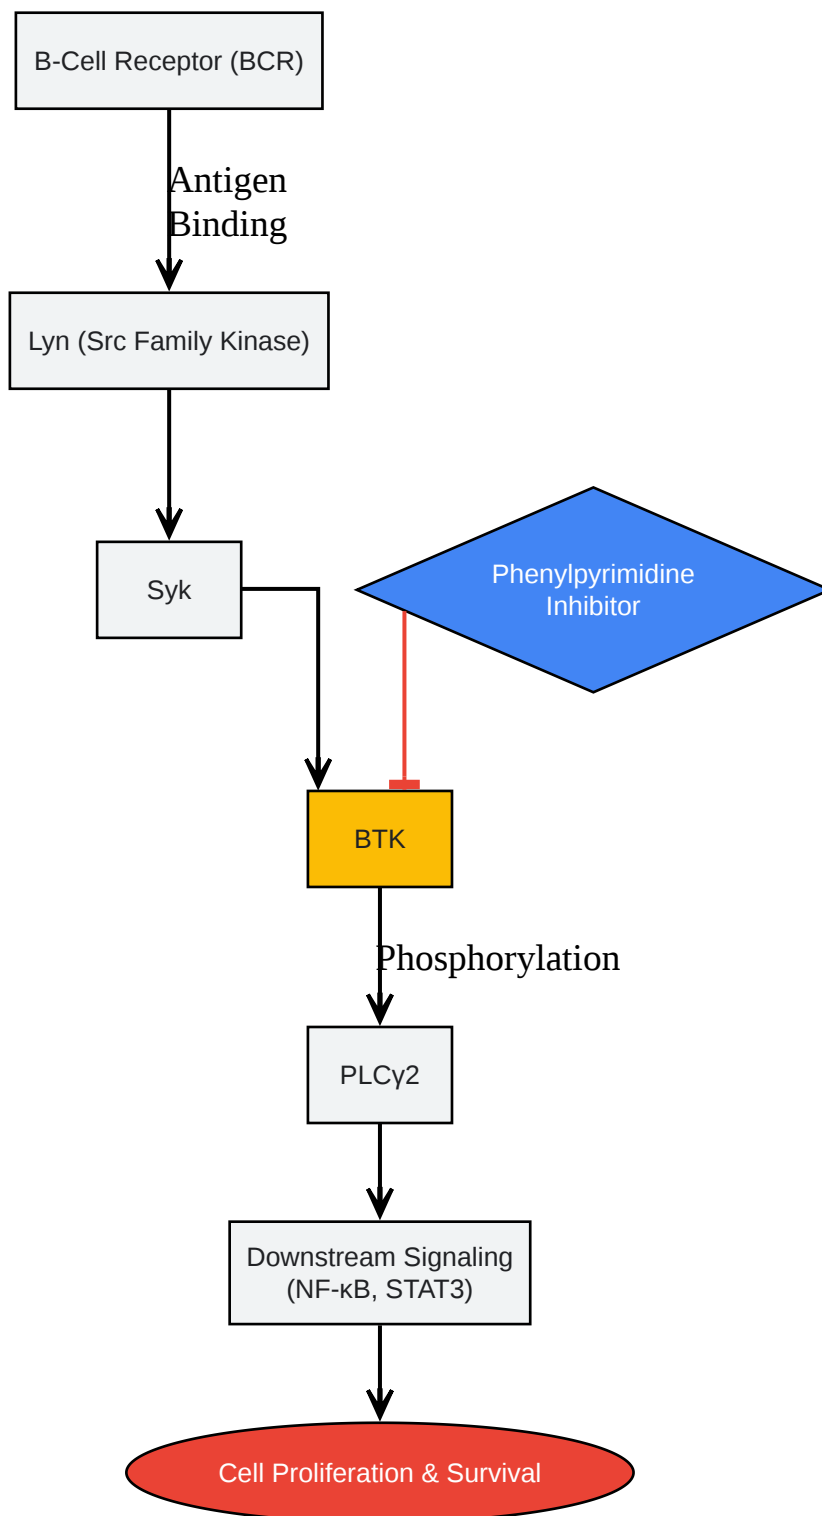 B-Cell Receptor (BCR)
Antigen
Binding
Lyn (Src Family Kinase)
Syk
Phenylpyrimidine
Inhibitor
BTK
Phosphorylation
PLCγ2
Downstream Signaling
(NF-κB, STAT3)
Cell Proliferation & Survival